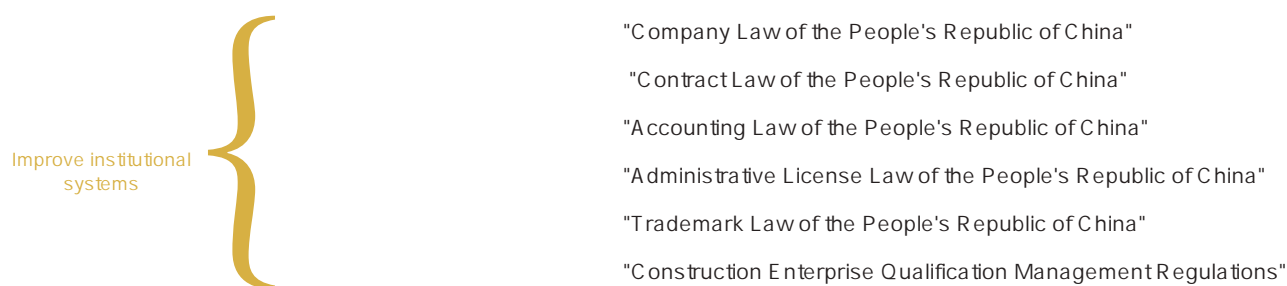 Improve institutional
systems
"Company Law of the People's Republic of China"
"Contract Law of the People's Republic of China"
"Accounting Law of the People's Republic of China"
"Administrative License Law of the People's Republic of China"
"Trademark Law of the People's Republic of China"
"Construction Enterprise Qualification Management Regulations"